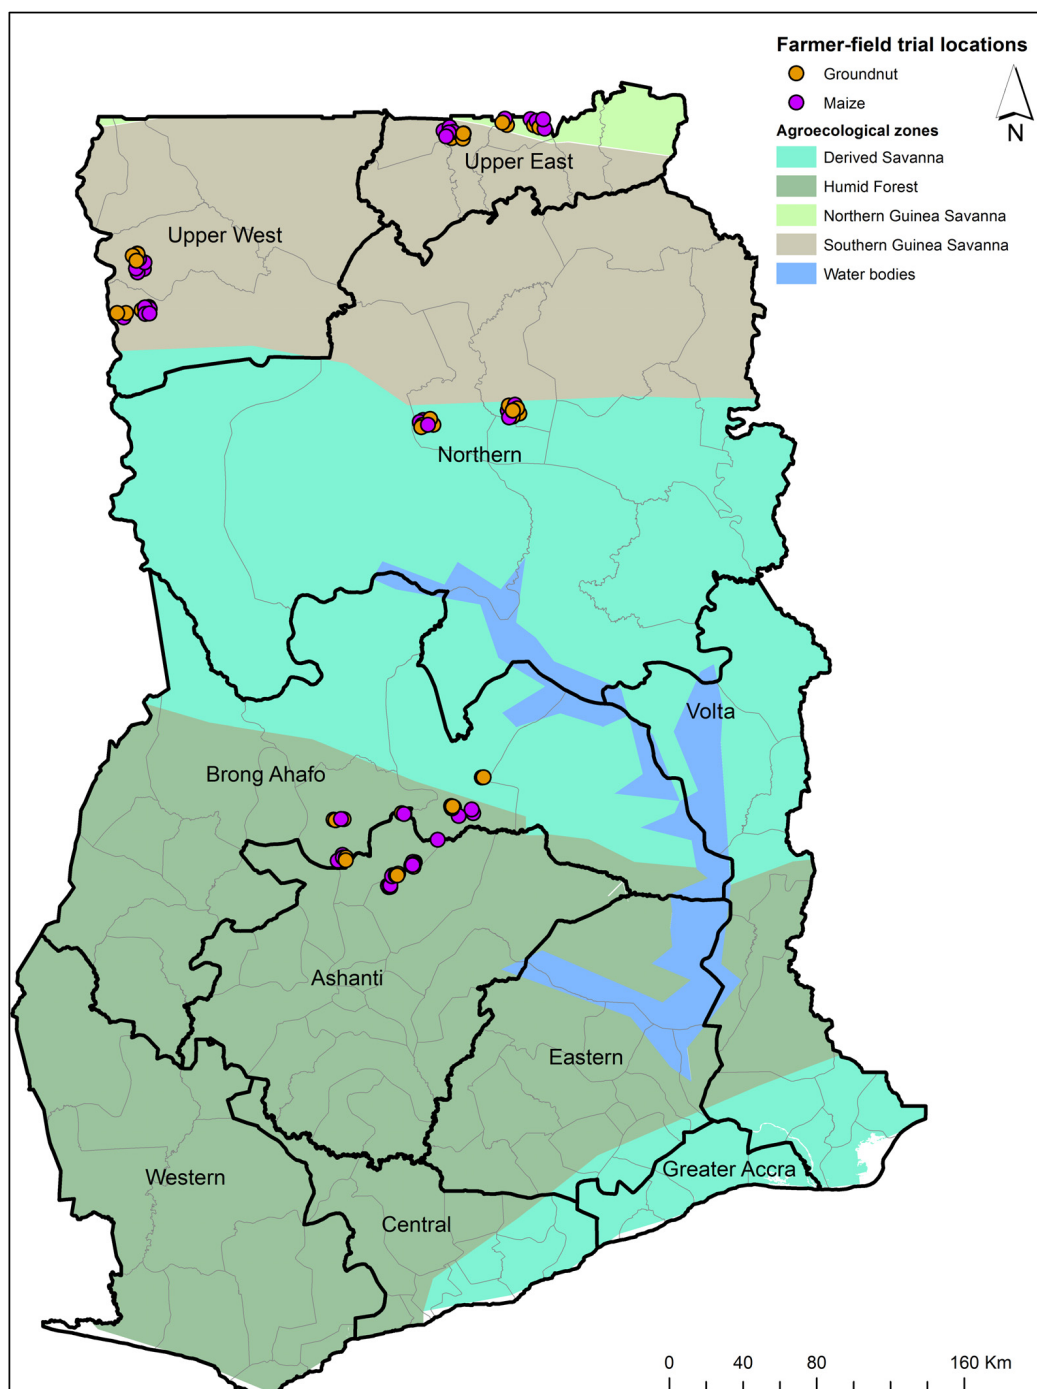 Farmer-field trial locations
Groundnut
Maize
N
Agroecological zones
Derived Savanna
Humid Forest
Northern Guinea Savanna
Southern Guinea Savanna
Water bodies
Upper East
Upper West
Northern
Volta
Brong Ahafo
Ashanti
Eastern
Western
Greater Accra
Central
0 40 80 160 Km